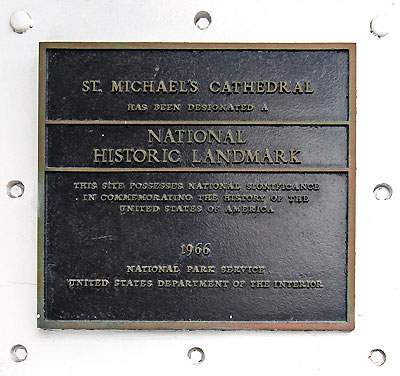 ST. MICHAEL'S CATHEDRAL
HAS BEEN DESIGNATED A
NATIONAL
HISTORIC LANDMARK
THIS SITE POSSESSES NATIONAL SIGNIFICANCE
IN COMMEMORATING THE HISTORY OF THE
UNITED STATES OF AMERICA
1966
NATIONAL PARK SERVICE
UNITED STATES DEPARTMENT OF THE INTERIOR